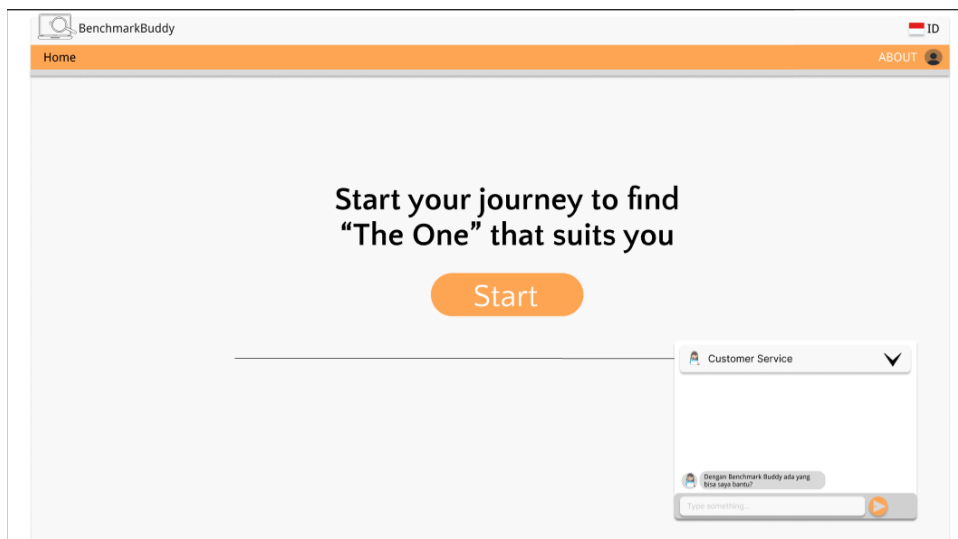 BenchmarkBuddy
ID
Home
ABOUT
Start your journey to find
“The One” that suits you
Start
Customer Service
Dengan Benchmark Buddy ada yang
bisa saya bantu?
Type something...